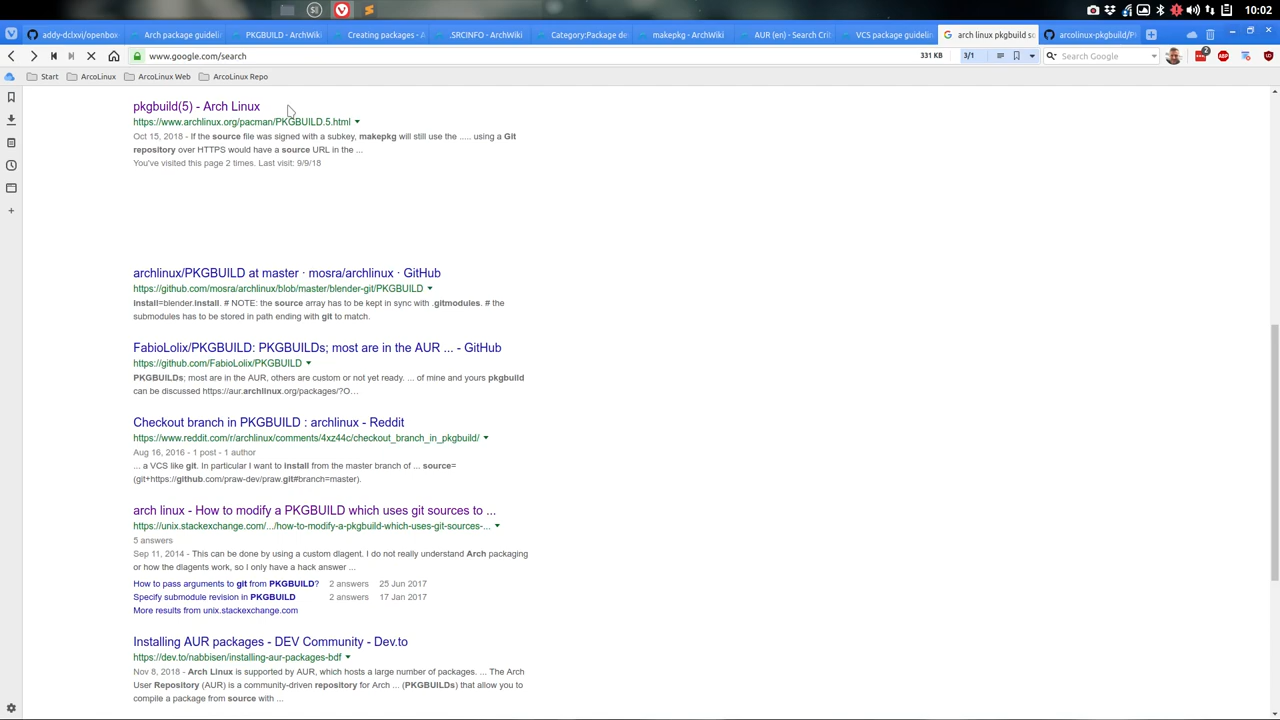 10:02
addy-dclxvi/openbox
Arch package guideli
PKGBUILD - ArchWiki
Creating packages - A
.SRCINFO - ArchWiki
Category:Package de
makepkg - ArchWiki
AUR (en) - Search Crit
VCS package guideline
arch linux pkgbuild so
arcolinux-pkgbuild/PK
www.google.com/search
331 KB
3/1
Search Google
2
Start
ArcoLinux
ArcoLinux Web
ArcoLinux Repo
pkgbuild(5) - Arch Linux
https://www.archlinux.org/pacman/PKGBUILD.5.html
Oct 15, 2018 - If the source file was signed with a subkey, makepkg will still use the ..... using a Git
repository over HTTPS would have a source URL in the ...
You've visited this page 2 times. Last visit: 9/9/18
archlinux/PKGBUILD at master · mosra/archlinux · GitHub
https://github.com/mosra/archlinux/blob/master/blender-git/PKGBUILD
install=blender.install. # NOTE: the source array has to be kept in sync with .gitmodules. # the
submodules has to be stored in path ending with git to match.
FabioLolix/PKGBUILD: PKGBUILDs; most are in the AUR ... - GitHub
https://github.com/FabioLolix/PKGBUILD
PKGBUILDs; most are in the AUR, others are custom or not yet ready. ... of mine and yours pkgbuild
can be discussed https://aur.archlinux.org/packages/?O...
Checkout branch in PKGBUILD : archlinux - Reddit
https://www.reddit.com/r/archlinux/comments/4xz44c/checkout_branch_in_pkgbuild/
Aug 16, 2016 - 1 post - 1 author
... a VCS like git. In particular I want to install from the master branch of ... source=
(git+https://github.com/praw-dev/praw.git#branch=master).
arch linux - How to modify a PKGBUILD which uses git sources to ...
https://unix.stackexchange.com/.../how-to-modify-a-pkgbuild-which-uses-git-sources-...
5 answers
Sep 11, 2014 - This can be done by using a custom dlagent. I do not really understand Arch packaging
or how the dlagents work, so I only have a hack answer ...
How to pass arguments to git from PKGBUILD? 2 answers 25 Jun 2017
Specify submodule revision in PKGBUILD 2 answers 17 Jan 2017
More results from unix.stackexchange.com
Installing AUR packages - DEV Community - Dev.to
https://dev.to/nabbisen/installing-aur-packages-bdf
Nov 8, 2018 - Arch Linux is supported by AUR, which hosts a large number of packages. ... The Arch
User Repository (AUR) is a community-driven repository for Arch ... (PKGBUILDs) that allow you to
compile a package from source with ...